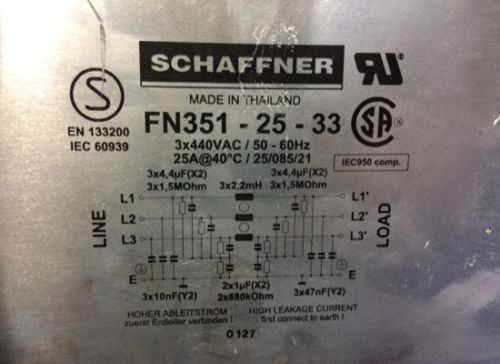 SCHAFFNER
MADE IN THAILAND
FN351 - 25 - 33
3x440VAC / 50 - 60Hz
25A@40°C / 25/085/21
S
EN 133200
IEC 60939
IEC950 comp.
3x4,4µF(X2)
3x1,5MOhm
3x2,2mH
3x4,4µF(X2)
3x1,5MOhm
LINE
L1
L2
L3
E
L1'
L2'
L3'
E
LOAD
3x10nF(Y2)
2x1µF(X2)
2x680kOhm
3x47nF(Y2)
HOHER ABLEITSTROM
zuerst Erdleiter verbinden !
HIGH LEAKAGE CURRENT
first connect to earth !
0127